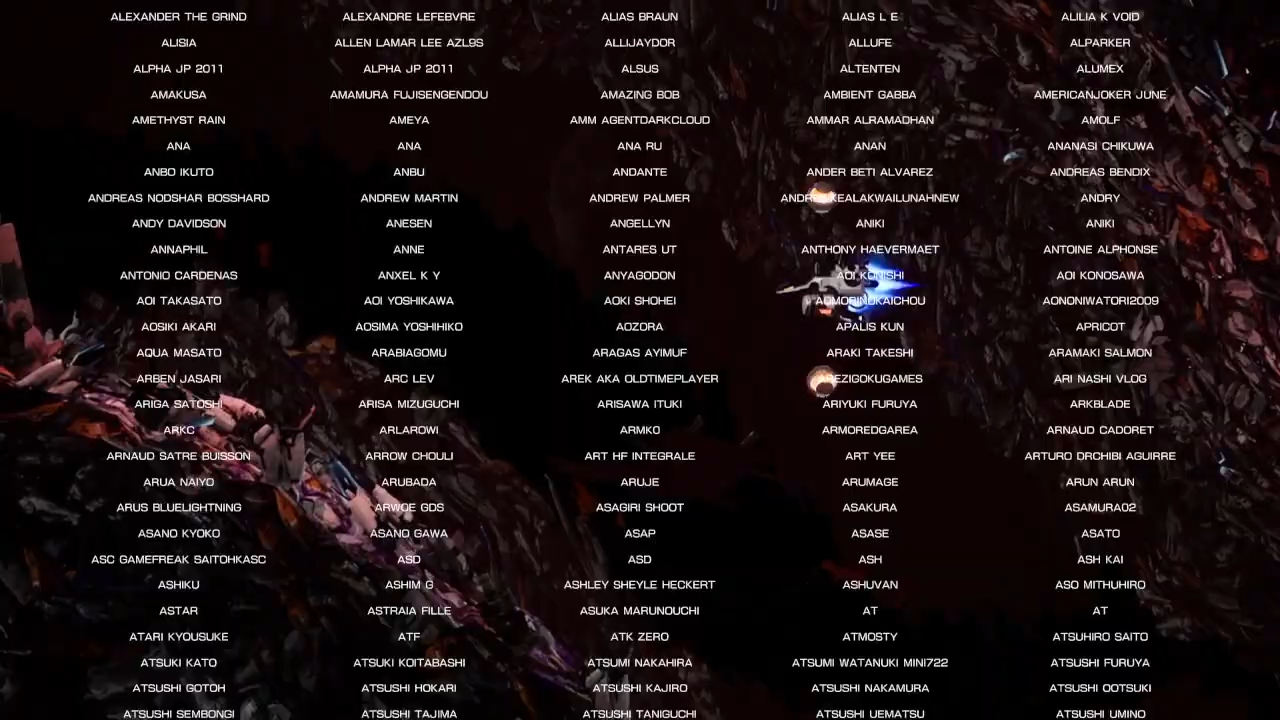 ALEXANDER THE GRIND ALEXANDRE LEFEBVRE ALIAS BRAUN ALIAS L E ALILIA K VOID
ALISIA ALLEN LAMAR LEE AZL9S ALLIJAYDOR ALLUFE ALPARKER
ALPHA JP 2011 ALPHA JP 2011 ALSUS ALTENTEN ALUMEX
AMAKUSA AMAMURA FUJISENGENDOU AMAZING BOB AMBIENT GABBA AMERICANJOKER JUNE
AMETHYST RAIN AMEYA AMM AGENTDARKCLOUD AMMAR ALRAMADHAN AMOLF
ANA ANA ANA RU ANAN ANANASI CHIKUWA
ANBO IKUTO ANBU ANDANTE ANDER BETI ALVAREZ ANDREAS BENDIX
ANDREAS NODSHAR BOSSHARD ANDREW MARTIN ANDREW PALMER ANDRY
ANDY DAVIDSON ANESEN ANGELLYN ANIKI ANIKI
ANNAPHIL ANNE ANTARES UT ANTHONY HAEVERMAET ANTOINE ALPHONSE
ANTONIO CARDENAS ANXEL K Y ANYAGODON AOI KONISHI AOI KONOSAWA
AOI TAKASATO AOI YOSHIKAWA AOKI SHOHEI AOMORINOKAICHOU AONONIWATORI2009
AOSIKI AKARI AOSIMA YOSHIHIKO AOZORA APALIS KUN APRICOT
AQUA MASATO ARABIAGOMU ARAGAS AYIMUF ARAKI TAKESHI ARAMAKI SALMON
ARBEN JASARI ARC LEV AREK AKA OLDTIMEPLAYER AREZIGOKUGAMES ARI NASHI VLOG
ARIGA SATOSHI ARISA MIZUGUCHI ARISAWA ITUKI ARIYUKI FURUYA ARKBLADE
ARKC ARLAROWI ARMKO ARMOREDGAREA ARNAUD CADORET
ARNAUD SATRE BUISSON ARROW CHOULI ART HF INTEGRALE ART YEE ARTURO DRCHIBI AGUIRRE
ARUA NAIYO ARUBADA ARUJE ARUMAGE ARUN ARUN
ARUS BLUELIGHTNING ARWOE GDS ASAGIRI SHOOT ASAKURA ASAMURA02
ASANO KYOKO ASANO GAWA ASAP ASASE ASATO
ASC GAMEFREAK SAITOHKASC ASD ASD ASH ASH KAI
ASHIKU ASHIM G ASHLEY SHEYLE HECKERT ASHUVAN ASO MITHUHIRO
ASTAR ASTRAIA FILLE ASUKA MARUNOUCHI AT AT
ATARI KYOUSUKE ATF ATK ZERO ATMOSTY ATSUHIRO SAITO
ATSUKI KATO ATSUKI KOITABASHI ATSUMI NAKAHIRA ATSUMI WATANUKI MINI722 ATSUSHI FURUYA
ATSUSHI GOTOH ATSUSHI HOKARI ATSUSHI KAJIRO ATSUSHI NAKAMURA ATSUSHI OOTSUKI
ATSUSHI SEMBONGI ATSUSHI TAJIMA ATSUSHI TANIGUCHI ATSUSHI UEMATSU ATSUSHI UMINO